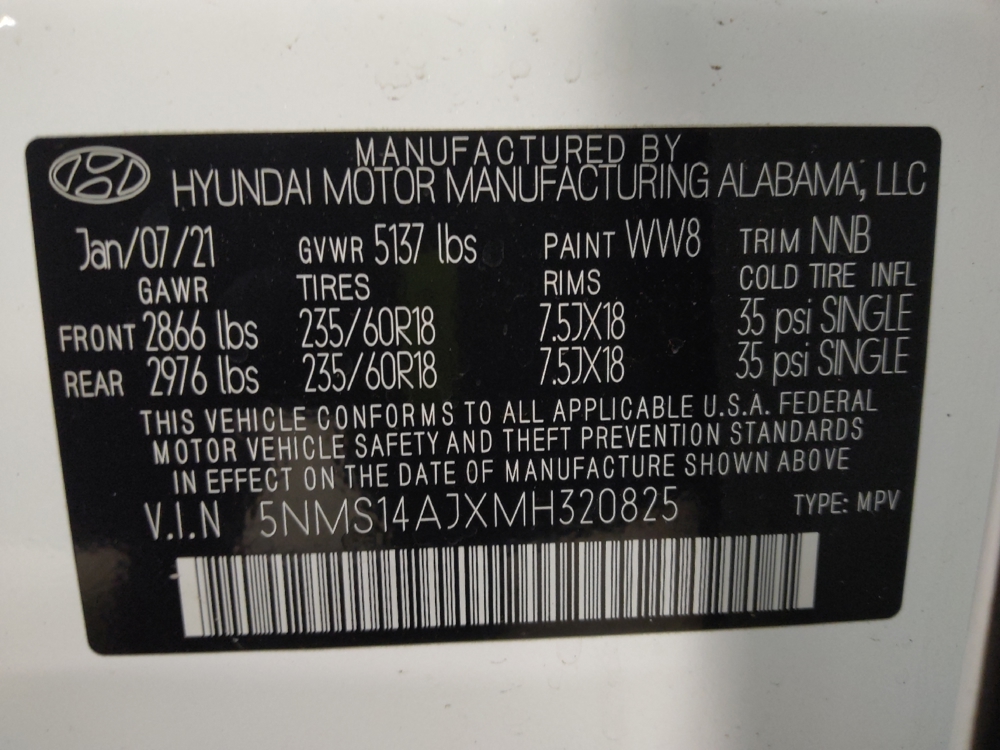 MANUFACTURED BY
HYUNDAI MOTOR MANUFACTURING ALABAMA, LLC
Jan/07/21 GVWR 5137 lbs PAINT WW8 TRIM NNB
GAWR TIRES RIMS COLD TIRE INFL
FRONT 2866 lbs 235/60R18 7.5JX18 35 psi SINGLE
REAR 2976 lbs 235/60R18 7.5JX18 35 psi SINGLE
THIS VEHICLE CONFORMS TO ALL APPLICABLE U.S.A. FEDERAL
MOTOR VEHICLE SAFETY AND THEFT PREVENTION STANDARDS
IN EFFECT ON THE DATE OF MANUFACTURE SHOWN ABOVE
V.I.N 5NMS14AJXMH320825 TYPE: MPV